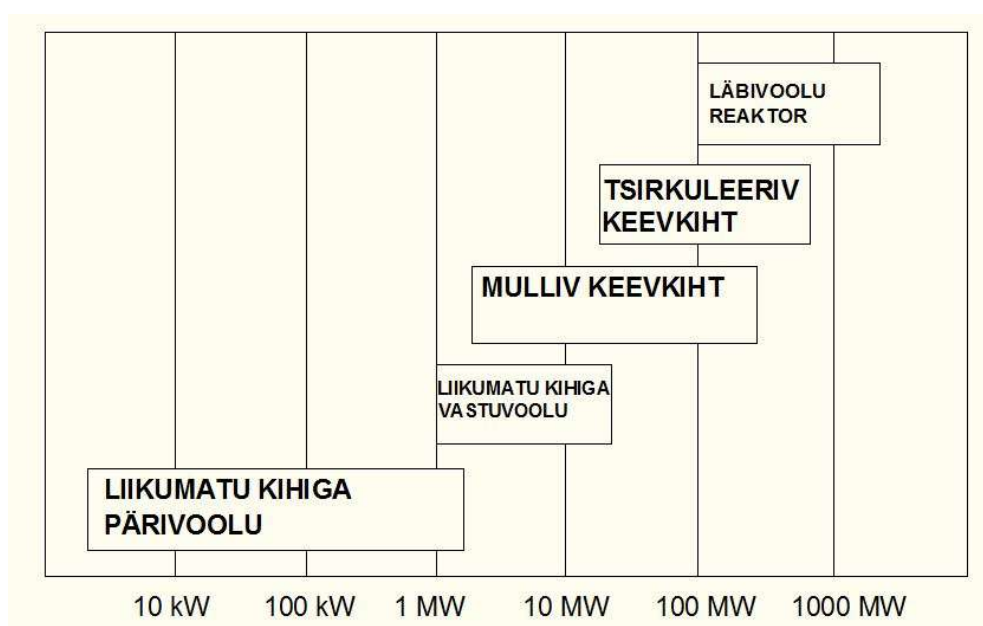 LÄBIVOOLU
REAKTOR
TSIRKULEERIV
KEEVKIHT
MULLIV KEEVKIHT
LIIKUMATU KIHIGA
VASTUVOOLU
LIIKUMATU KIHIGA
PÄRIVOOLU
10 kW 100 kW 1 MW 10 MW 100 MW 1000 MW